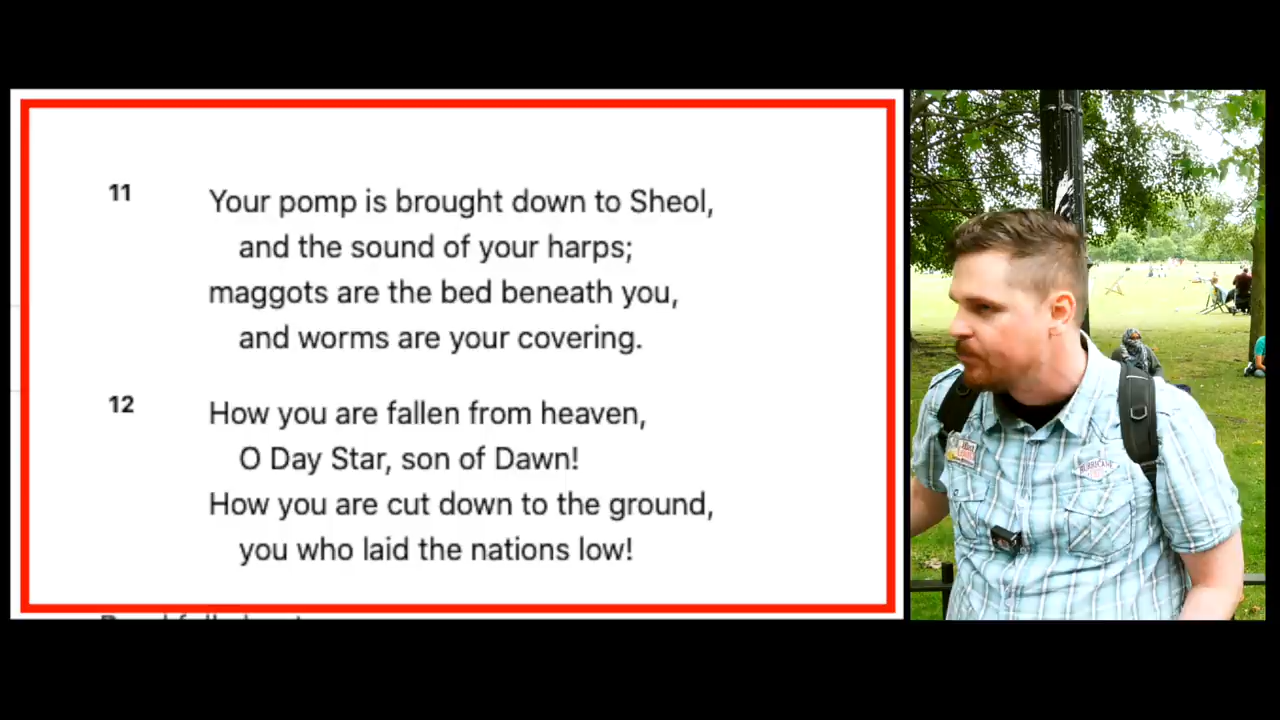 11 Your pomp is brought down to Sheol,
and the sound of your harps;
maggots are the bed beneath you,
and worms are your covering.
12 How you are fallen from heaven,
O Day Star, son of Dawn!
How you are cut down to the ground,
you who laid the nations low!
HURRICANE